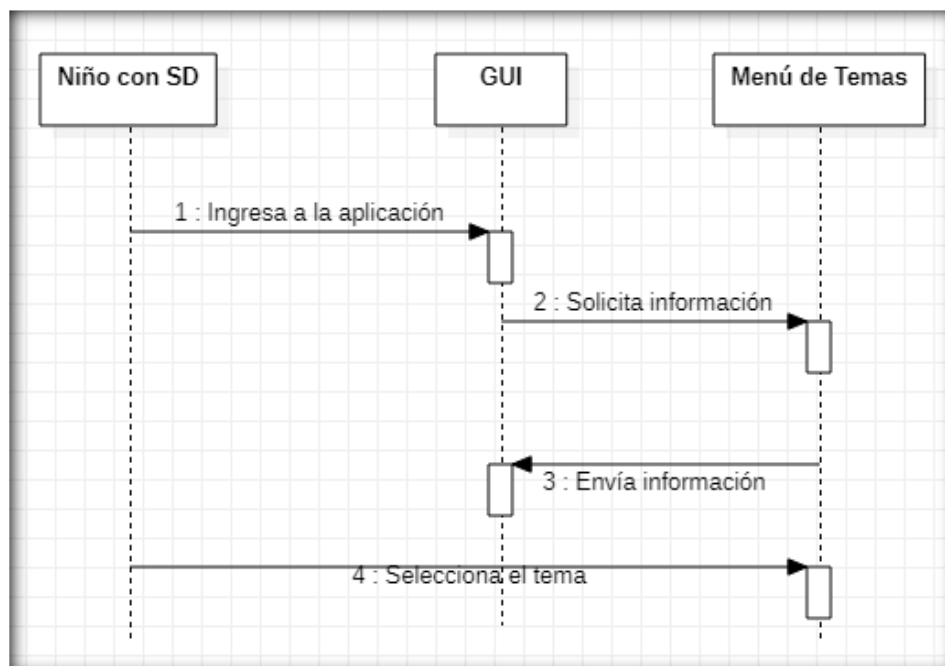 Niño con SD
GUI
Menú de Temas
1 : Ingresa a la aplicación
2 : Solicita información
3 : Envía información
4 : Selecciona el tema